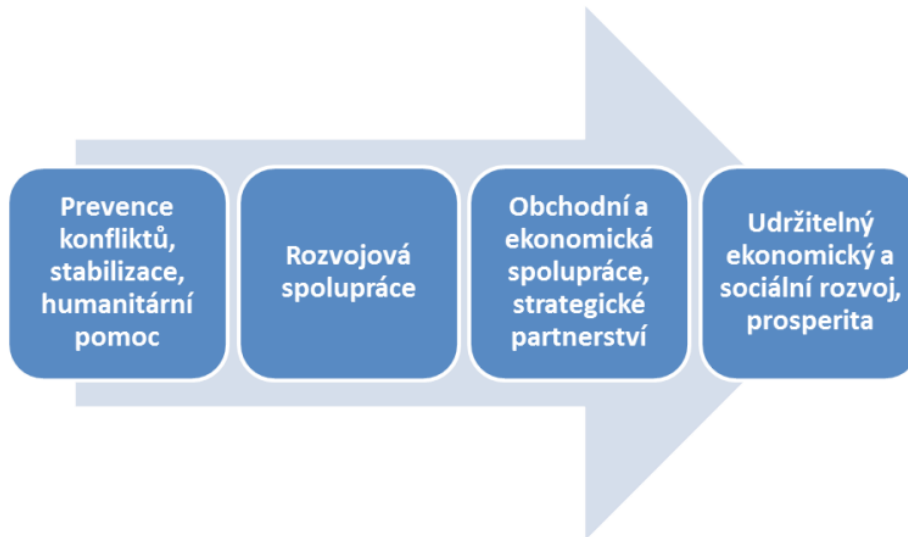 Prevence
konfliktů,
stabilizace,
humanitární
pomoc
Rozvojová
spolupráce
Obchodní a
ekonomická
spolupráce,
strategické
partnerství
Udržitelný
ekonomický a
sociální rozvoj,
prosperita